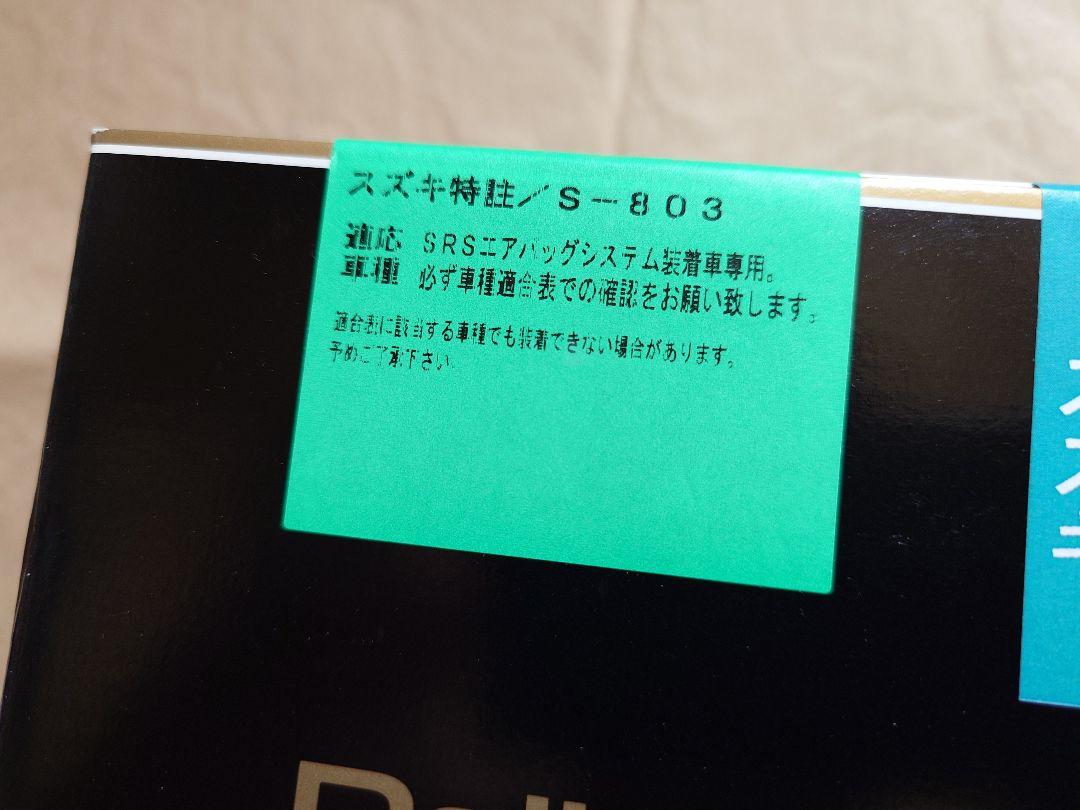 スズキ特註/S-803
適応 SRSエアバッグシステム装着車専用。
車種 必ず車種適合表での確認をお願い致します。
適合表に該当する車種でも装着できない場合があります。
予めご了承下さい。
スズキ